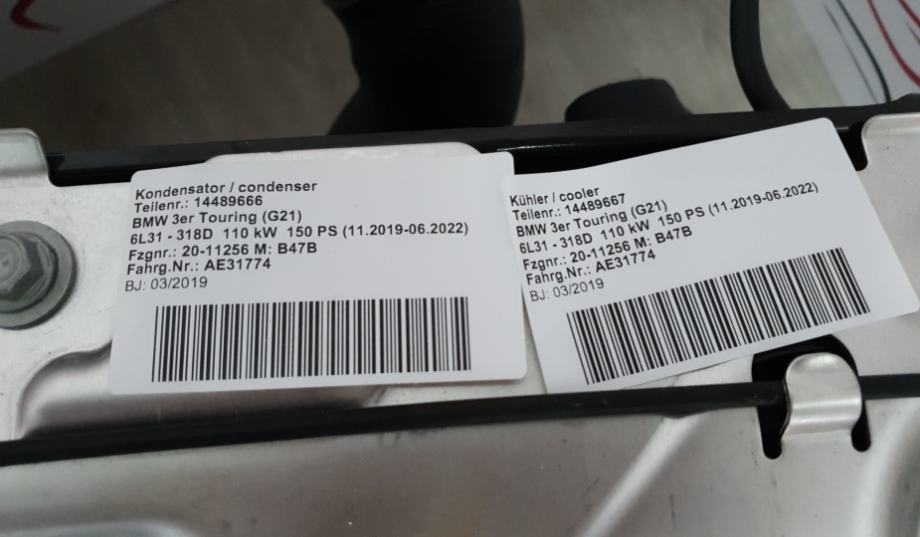 Kondensator / condenser
Teilenr.: 14489666
BMW 3er Touring (G21)
6L31 - 318D 110 kW 150 PS (11.2019-06.2022)
Fzgnr.: 20-11256 M: B47B
Fahrg.Nr.: AE31774
BJ: 03/2019
Kühler / cooler
Teilenr.: 14489667
BMW 3er Touring (G21)
6L31 - 318D 110 kW 150 PS (11.2019-06.2022)
Fzgnr.: 20-11256 M: B47B
Fahrg.Nr.: AE31774
BJ: 03/2019